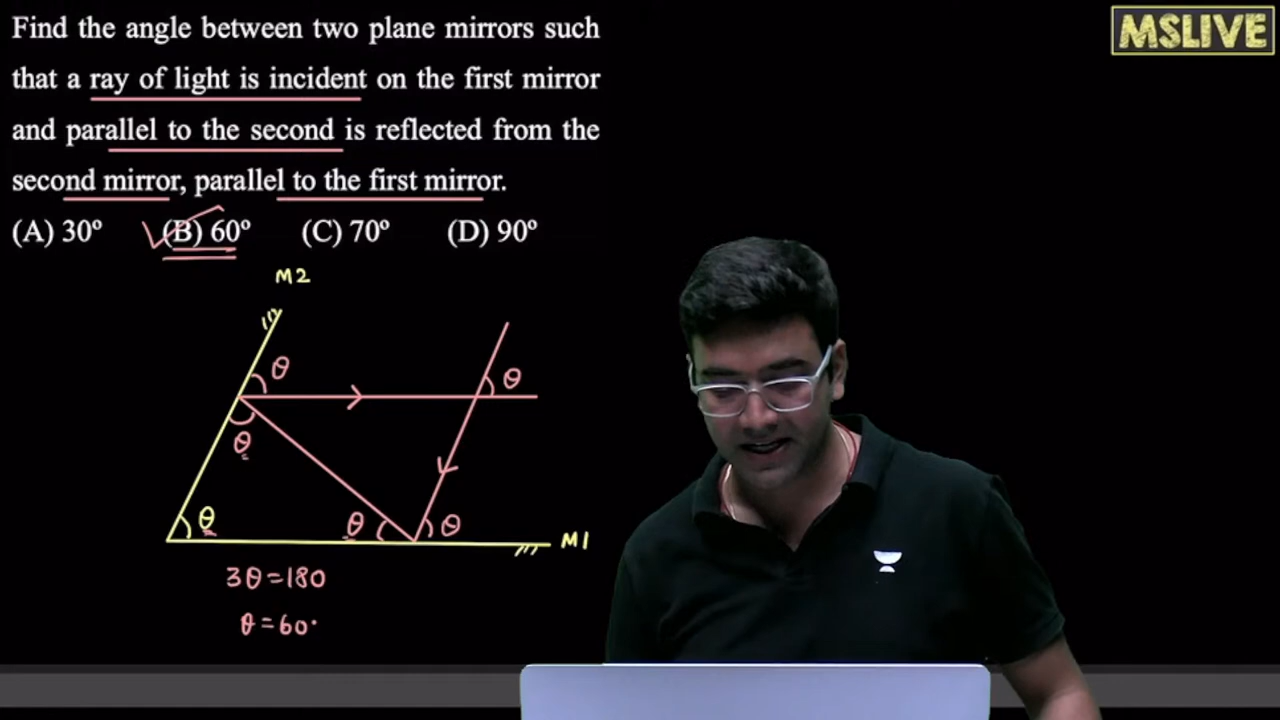 Find the angle between two plane mirrors such
that a ray of light is incident on the first mirror
and parallel to the second is reflected from the
second mirror, parallel to the first mirror.
(A) 30º (B) 60º (C) 70º (D) 90º
MSLIVE
M2
θ
θ
θ
θ
θ
θ
M1
3θ=180
θ=60°